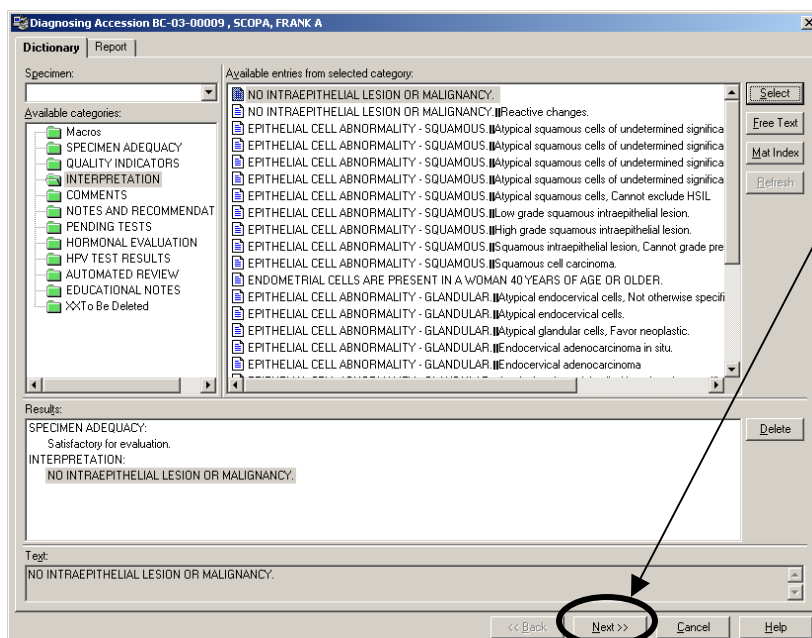 Diagnosing Accession BC-03-00009 , SCOPA, FRANK A
Dictionary Report
Specimen:
Available categories:
Macros
SPECIMEN ADEQUACY
QUALITY INDICATORS
INTERPRETATION
COMMENTS
NOTES AND RECOMMENDAT
PENDING TESTS
HORMONAL EVALUATION
HPV TEST RESULTS
AUTOMATED REVIEW
EDUCATIONAL NOTES
XXTo Be Deleted
Available entries from selected category:
NO INTRAEPITHELIAL LESION OR MALIGNANCY.
NO INTRAEPITHELIAL LESION OR MALIGNANCY.||Reactive changes.
EPITHELIAL CELL ABNORMALITY - SQUAMOUS.||Atypical squamous cells of undetermined significa
EPITHELIAL CELL ABNORMALITY - SQUAMOUS.||Atypical squamous cells of undetermined significa
EPITHELIAL CELL ABNORMALITY - SQUAMOUS.||Atypical squamous cells of undetermined significa
EPITHELIAL CELL ABNORMALITY - SQUAMOUS.||Atypical squamous cells of undetermined significa
EPITHELIAL CELL ABNORMALITY - SQUAMOUS.||Atypical squamous cells, Cannot exclude HSIL
EPITHELIAL CELL ABNORMALITY - SQUAMOUS.||Low grade squamous intraepithelial lesion.
EPITHELIAL CELL ABNORMALITY - SQUAMOUS.||High grade squamous intraepithelial lesion.
EPITHELIAL CELL ABNORMALITY - SQUAMOUS.||Squamous intraepithelial lesion, Cannot grade pre
EPITHELIAL CELL ABNORMALITY - SQUAMOUS.||Squamous cell carcinoma.
ENDOMETRIAL CELLS ARE PRESENT IN A WOMAN 40 YEARS OF AGE OR OLDER.
EPITHELIAL CELL ABNORMALITY - GLANDULAR.||Atypical endocervical cells, Not otherwise specifi
EPITHELIAL CELL ABNORMALITY - GLANDULAR.||Atypical endocervical cells.
EPITHELIAL CELL ABNORMALITY - GLANDULAR.||Atypical glandular cells, Favor neoplastic.
EPITHELIAL CELL ABNORMALITY - GLANDULAR.||Endocervical adenocarcinoma in situ.
EPITHELIAL CELL ABNORMALITY - GLANDULAR.||Endocervical adenocarcinoma
Select
Free Text
Mat Index
Refresh
Results:
SPECIMEN ADEQUACY:
Satisfactory for evaluation.
INTERPRETATION:
NO INTRAEPITHELIAL LESION OR MALIGNANCY.
Delete
Text:
NO INTRAEPITHELIAL LESION OR MALIGNANCY.
<< Back Next >> Cancel Help